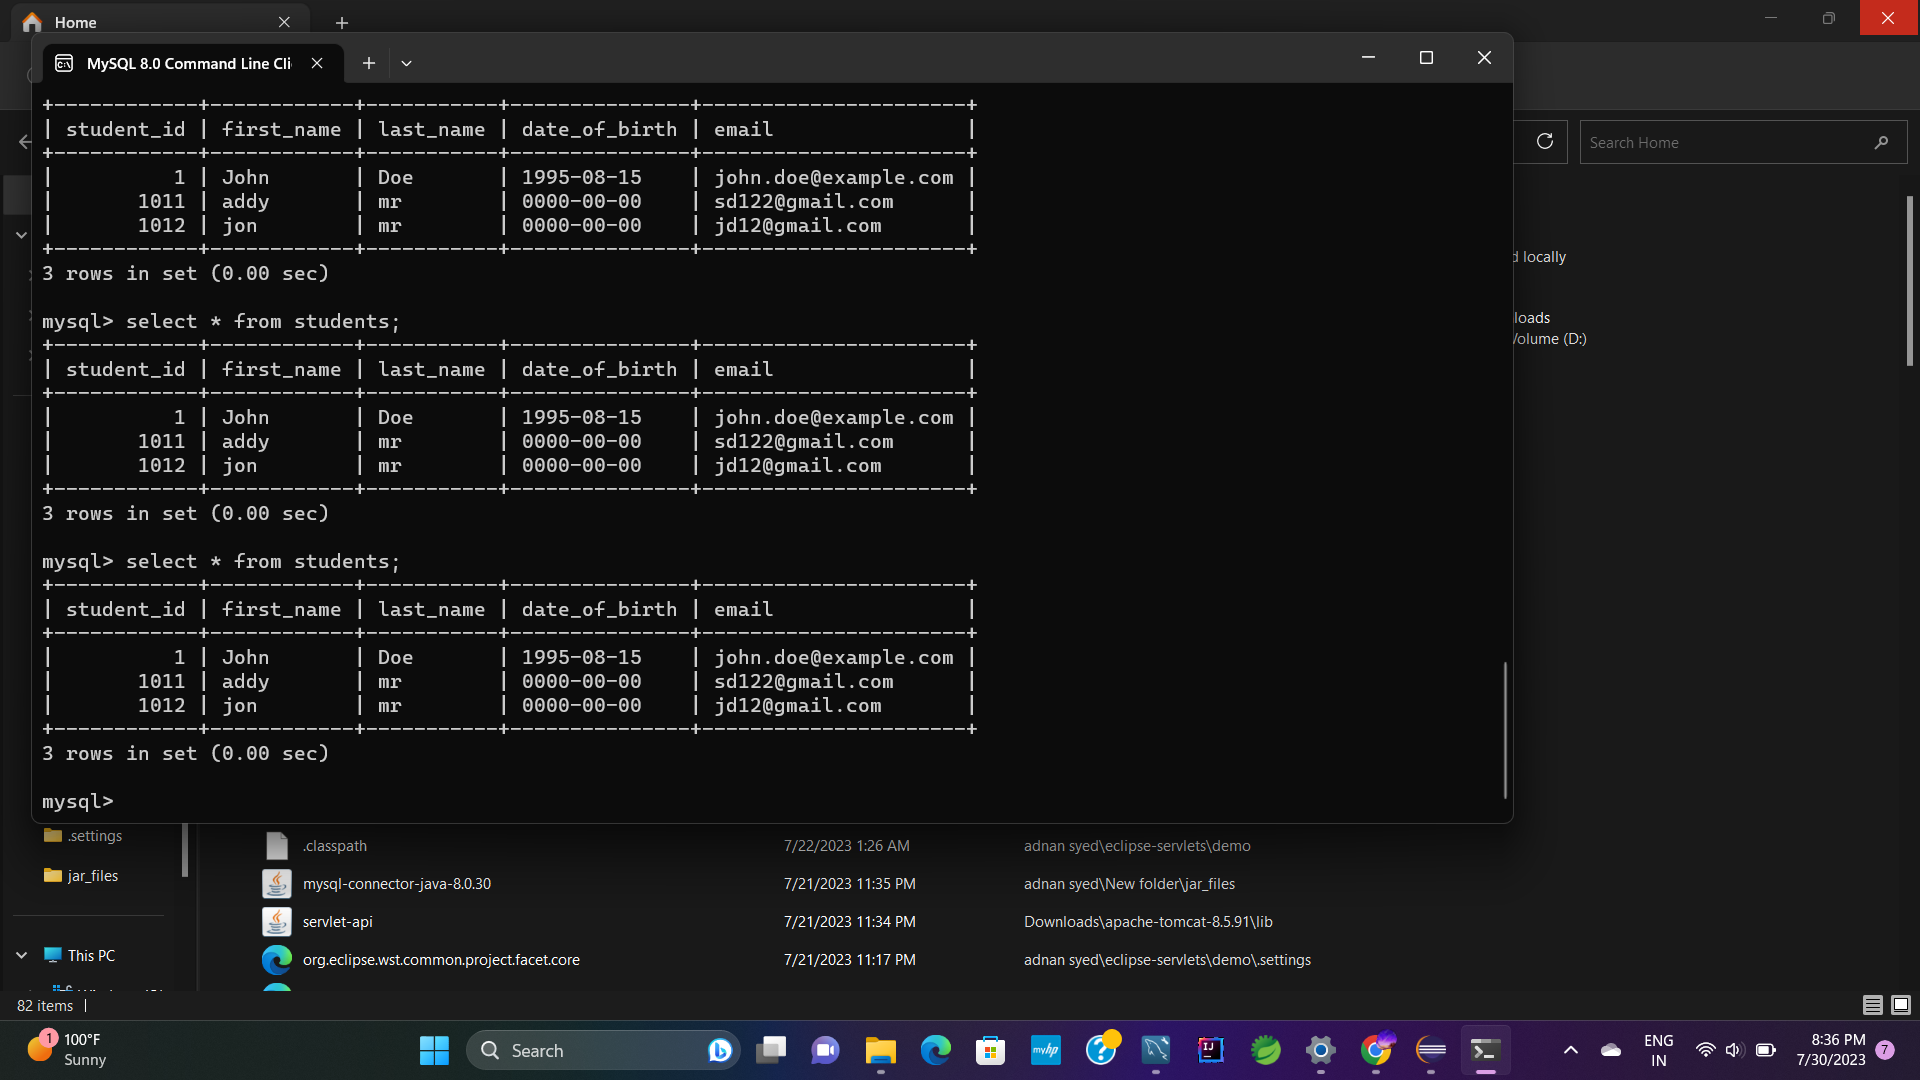 Home
MySQL 8.0 Command Line Cli
Search Home
+------------+------------+-----------+---------------+----------------------+
| student_id | first_name | last_name | date_of_birth | email                |
+------------+------------+-----------+---------------+----------------------+
|          1 | John       | Doe       | 1995-08-15    | john.doe@example.com |
|       1011 | addy       | mr        | 0000-00-00    | sd122@gmail.com      |
|       1012 | jon        | mr        | 0000-00-00    | jd12@gmail.com       |
+------------+------------+-----------+---------------+----------------------+
3 rows in set (0.00 sec)
mysql> select * from students;
+------------+------------+-----------+---------------+----------------------+
| student_id | first_name | last_name | date_of_birth | email                |
+------------+------------+-----------+---------------+----------------------+
|          1 | John       | Doe       | 1995-08-15    | john.doe@example.com |
|       1011 | addy       | mr        | 0000-00-00    | sd122@gmail.com      |
|       1012 | jon        | mr        | 0000-00-00    | jd12@gmail.com       |
+------------+------------+-----------+---------------+----------------------+
3 rows in set (0.00 sec)
mysql> select * from students;
+------------+------------+-----------+---------------+----------------------+
| student_id | first_name | last_name | date_of_birth | email                |
+------------+------------+-----------+---------------+----------------------+
|          1 | John       | Doe       | 1995-08-15    | john.doe@example.com |
|       1011 | addy       | mr        | 0000-00-00    | sd122@gmail.com      |
|       1012 | jon        | mr        | 0000-00-00    | jd12@gmail.com       |
+------------+------------+-----------+---------------+----------------------+
3 rows in set (0.00 sec)
mysql>
d locally
loads
Volume (D:)
.settings
jar_files
This PC
.classpath 7/22/2023 1:26 AM adnan syed\eclipse-servlets\demo
mysql-connector-java-8.0.30 7/21/2023 11:35 PM adnan syed\New folder\jar_files
servlet-api 7/21/2023 11:34 PM Downloads\apache-tomcat-8.5.91\lib
org.eclipse.wst.common.project.facet.core 7/21/2023 11:17 PM adnan syed\eclipse-servlets\demo\.settings
82 items
1
100°F
Sunny
Search
myhp
IJ
ENG
IN
8:36 PM
7/30/2023
7